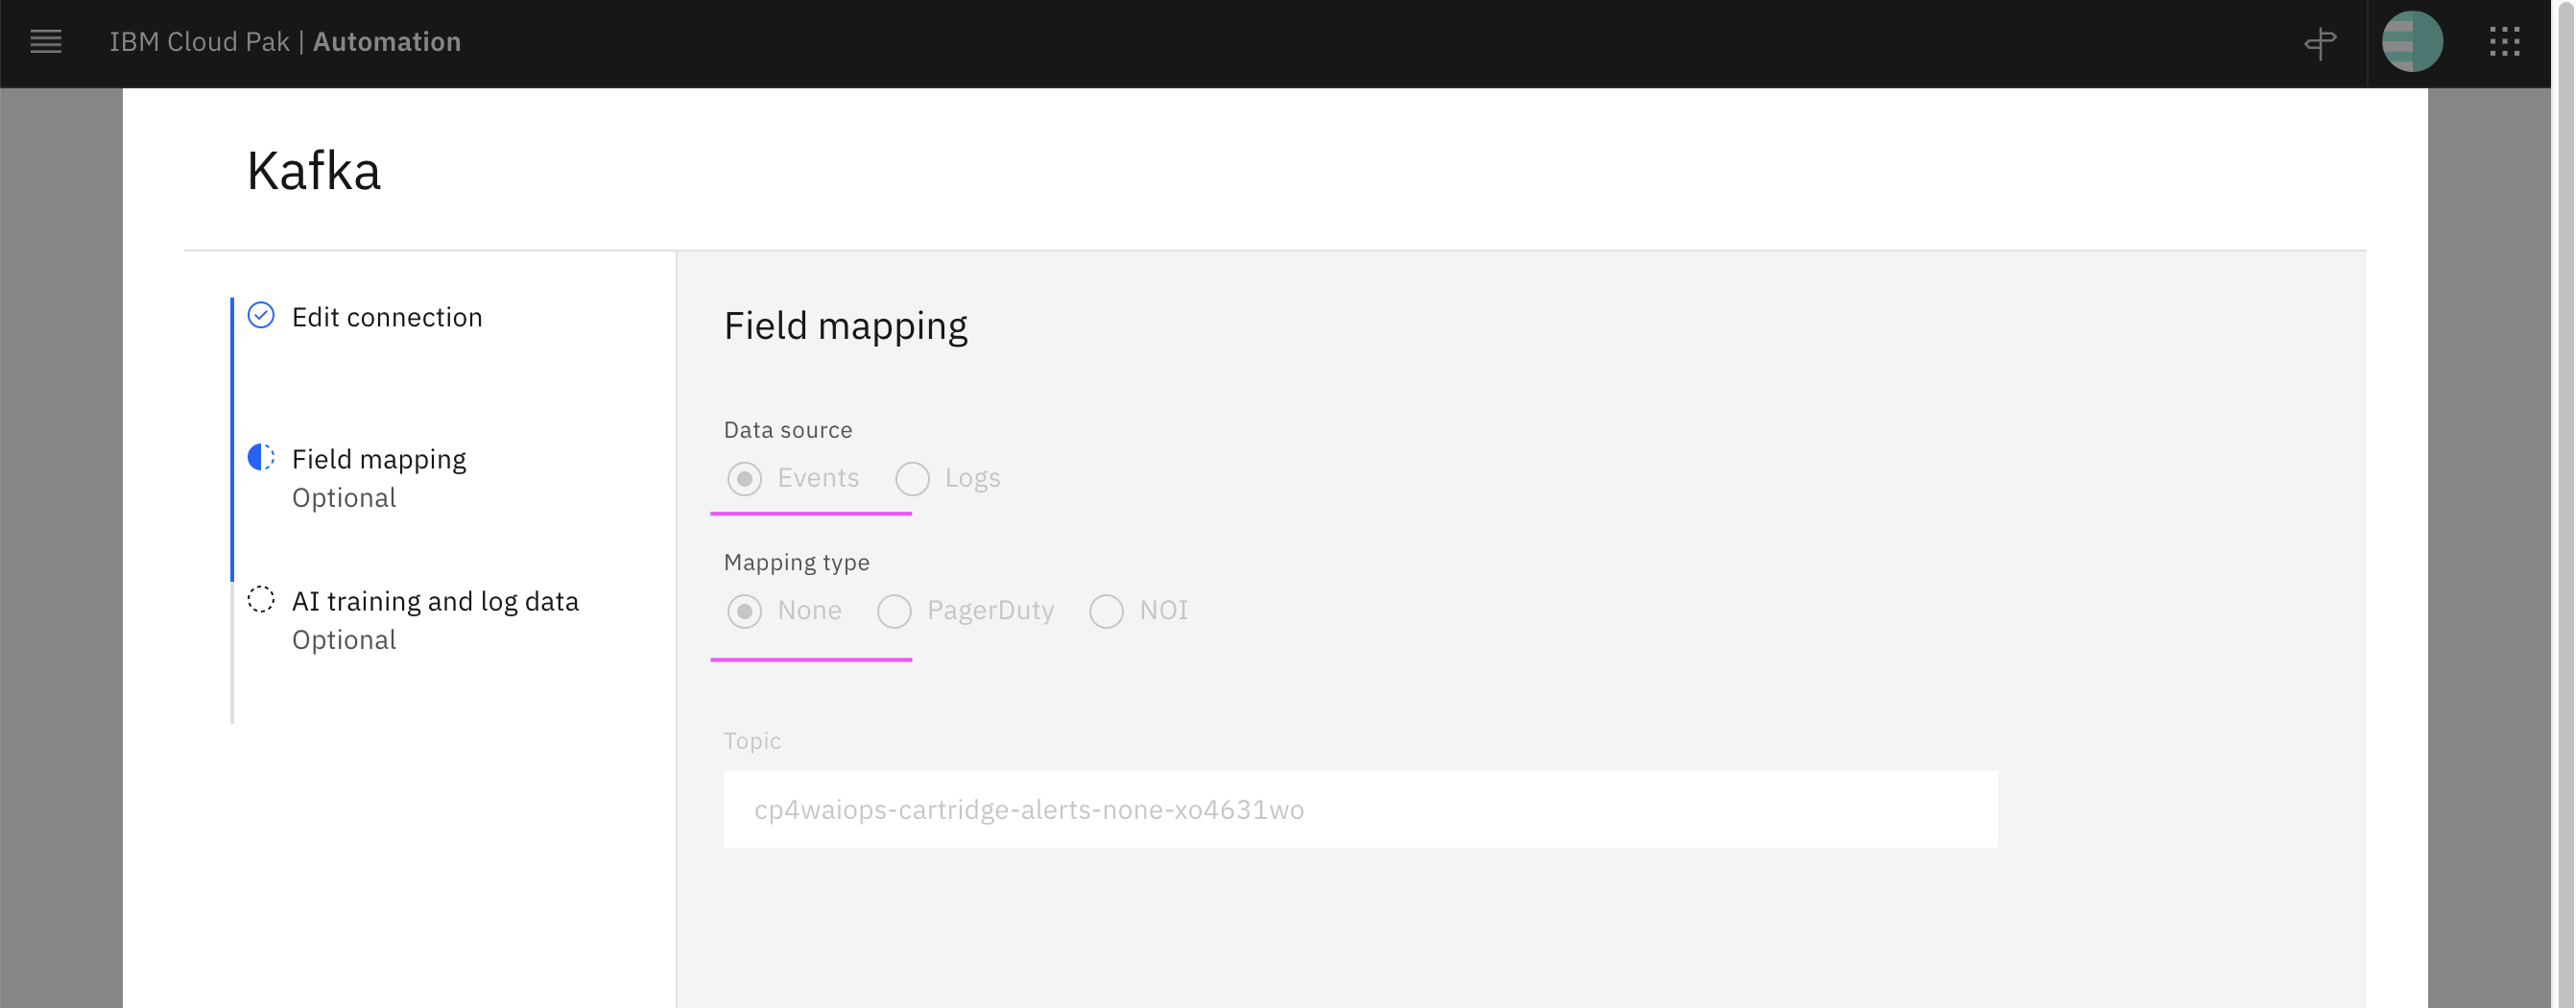 IBM Cloud Pak | Automation
Kafka
Edit connection
Field mapping
Optional
AI training and log data
Optional
Field mapping
Data source
Events Logs
Mapping type
None PagerDuty NOI
Topic
cp4waiops-cartridge-alerts-none-xo4631wo